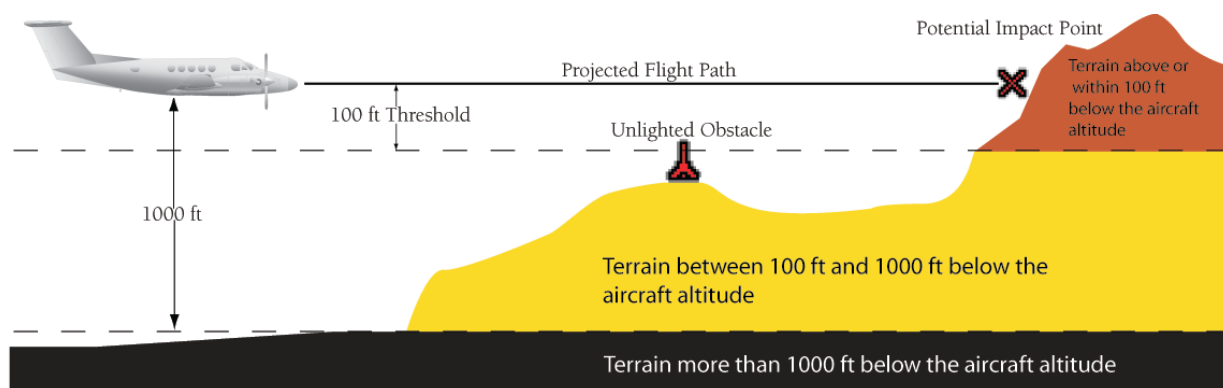 Potential Impact Point
Projected Flight Path
Terrain above or
within 100 ft
below the aircraft
altitude
100 ft Threshold
Unlighted Obstacle
1000 ft
Terrain between 100 ft and 1000 ft below the
aircraft altitude
Terrain more than 1000 ft below the aircraft altitude